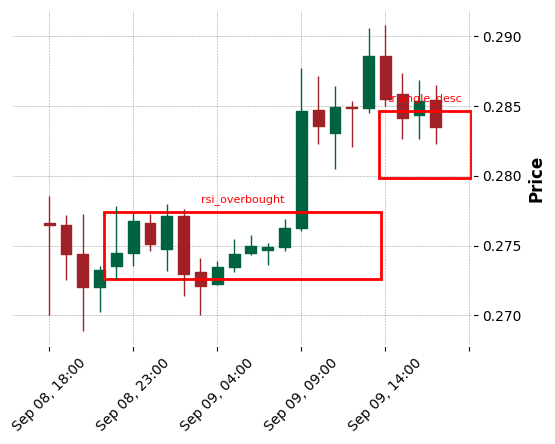 0.290
triangle_desc
0.285
Price
0.280
rsi_overbought
0.275
0.270
Sep 08, 18:00
Sep 08, 23:00
Sep 09, 04:00
Sep 09, 09:00
Sep 09, 14:00